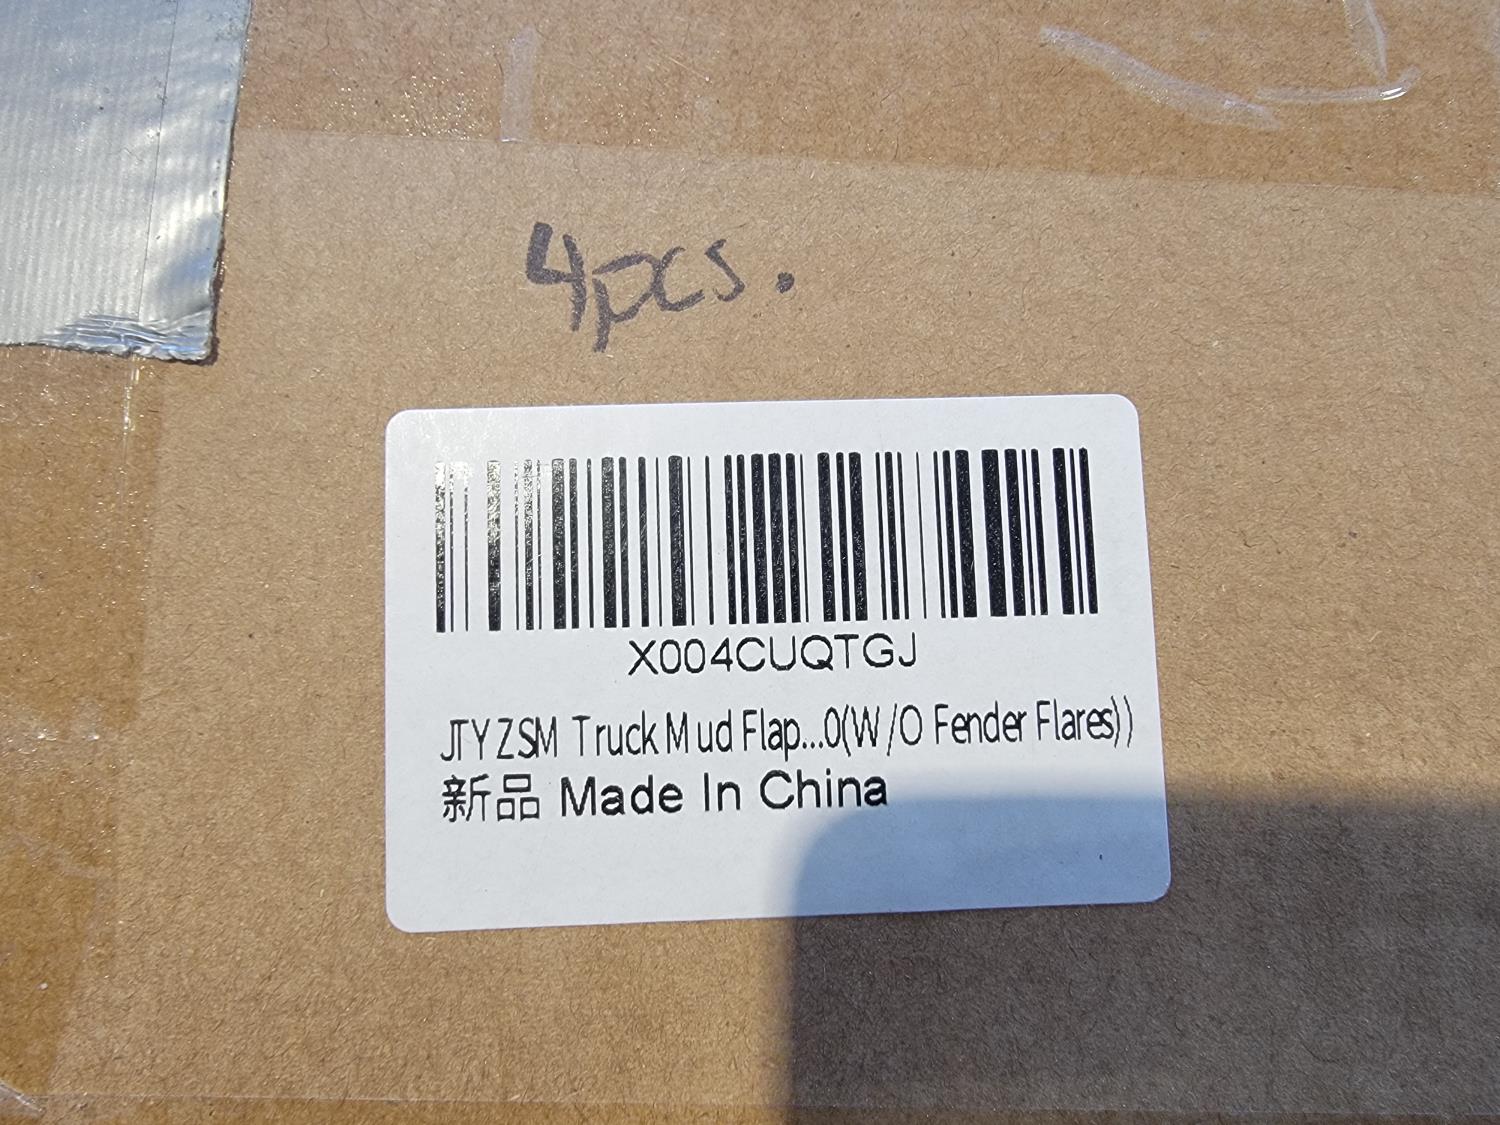 4pcs.
X004CUQTGJ
JTYZSM Truck Mud Flap...0(W/O Fender Flares))
新品 Made In China